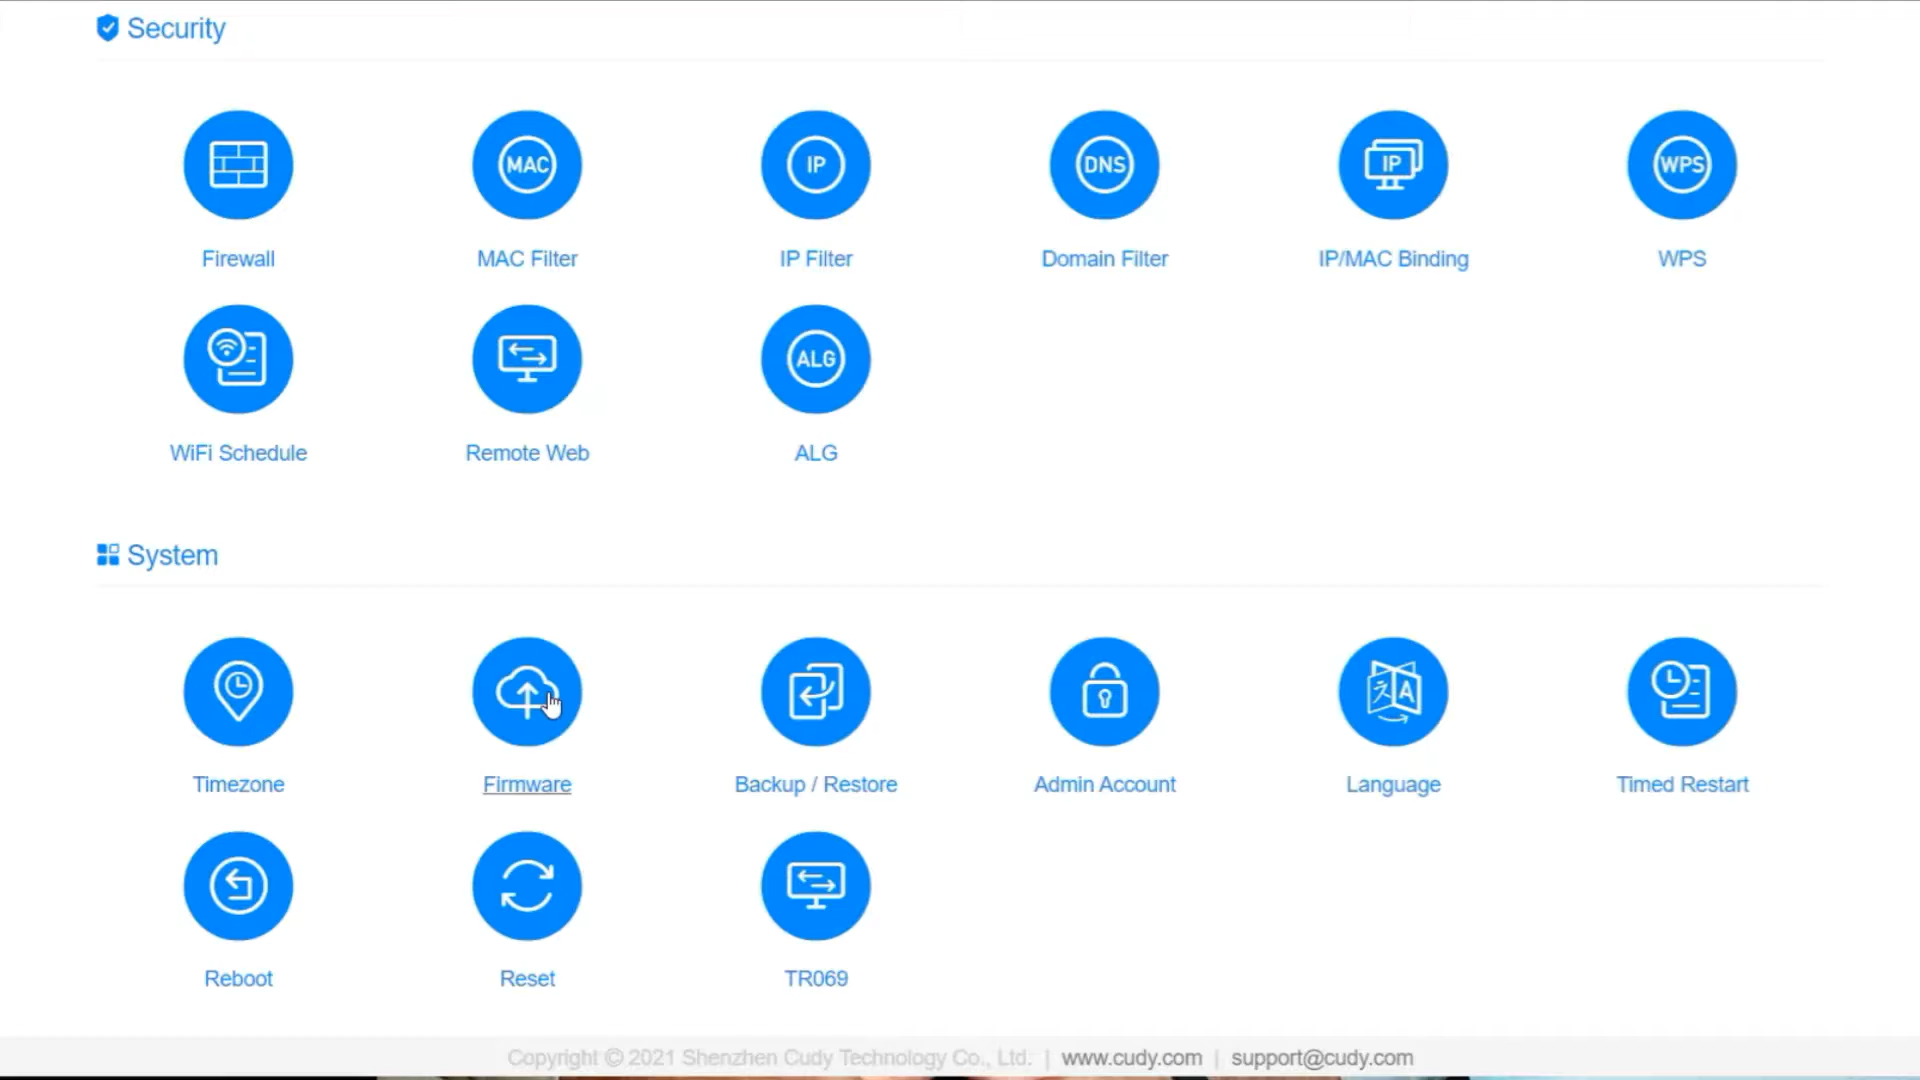 Security
MAC IP DNS IP WPS
Firewall MAC Filter IP Filter Domain Filter IP/MAC Binding WPS
ALG
WiFi Schedule Remote Web ALG
System
A
Timezone Firmware Backup / Restore Admin Account Language Timed Restart
Reboot Reset TR069
Copyright © 2021 Shenzhen Cudy Technology Co., Ltd. | www.cudy.com | support@cudy.com